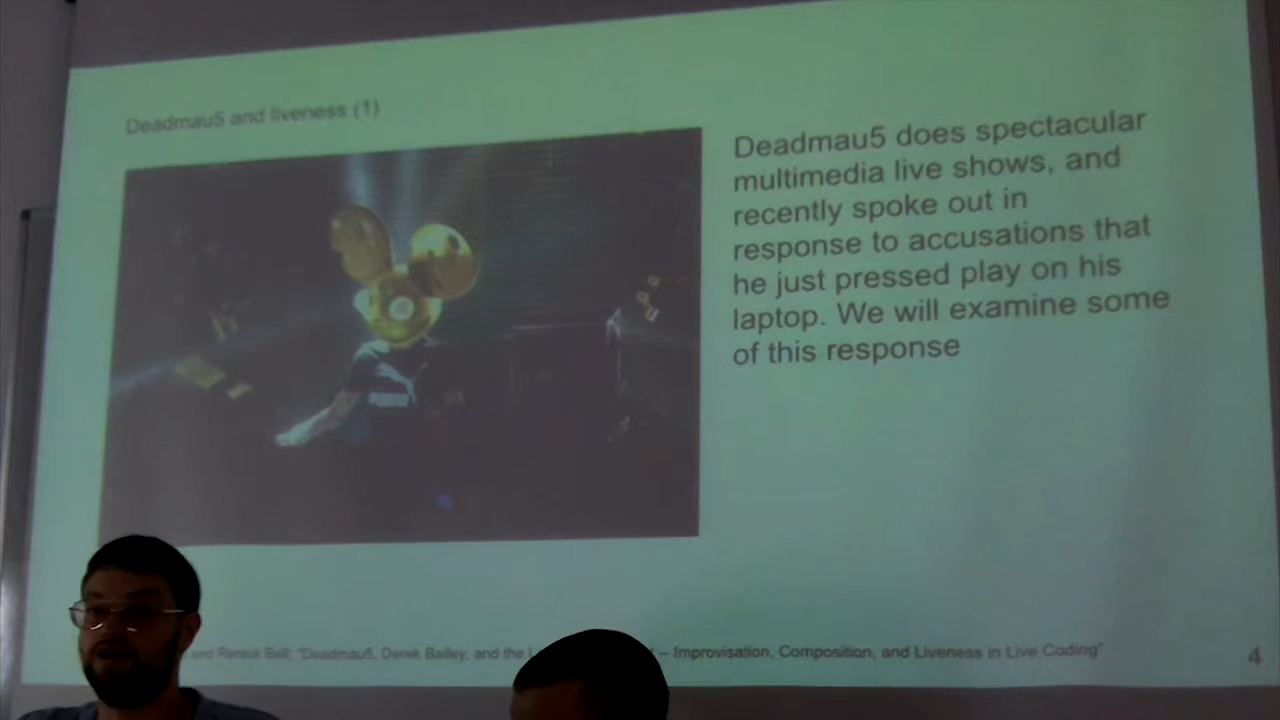 Deadmau5 and liveness (1)
Deadmau5 does spectacular
multimedia live shows, and
recently spoke out in
response to accusations that
he just pressed play on his
laptop. We will examine some
of this response
PUMA
and Renick Bell: "Deadmau5, Derek Bailey, and the – Improvisation, Composition, and Liveness in Live Coding"
4